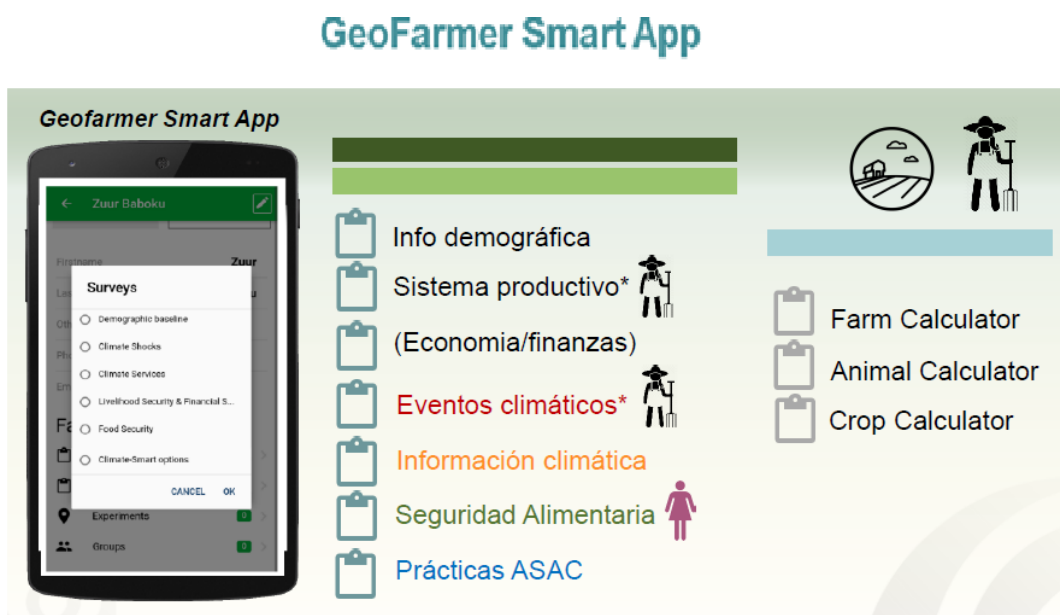 GeoFarmer Smart App
Geofarmer Smart App
Zuur Baboku
Firstname Zuur
Surveys
Demographic baseline
Climate Shocks
Climate Services
Livelihood Security & Financial S...
Food Security
Climate-Smart options
CANCEL OK
Experiments 0
Groups 0
Info demográfica
Sistema productivo*
(Economia/finanzas)
Eventos climáticos*
Información climática
Seguridad Alimentaria
Prácticas ASAC
Farm Calculator
Animal Calculator
Crop Calculator